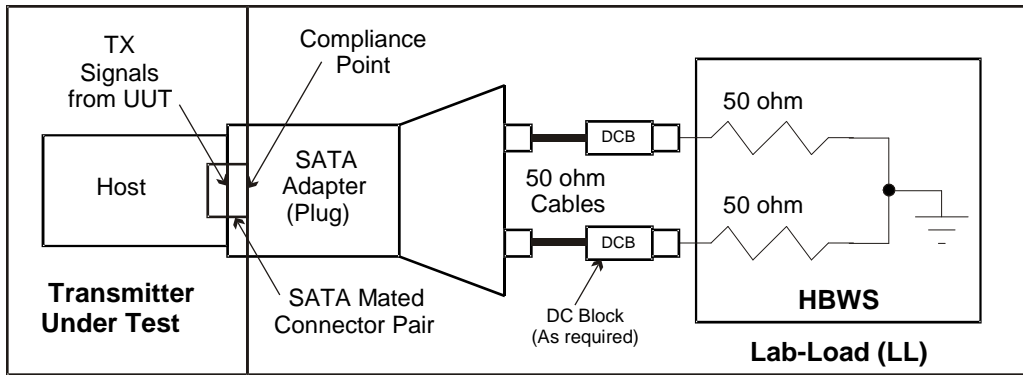 TX
Signals
from UUT
Compliance
Point
Host
SATA
Adapter
(Plug)
DCB
50 ohm
Cables
DCB
50 ohm
50 ohm
HBWS
Transmitter
Under Test
SATA Mated
Connector Pair
DC Block
(As required)
Lab-Load (LL)